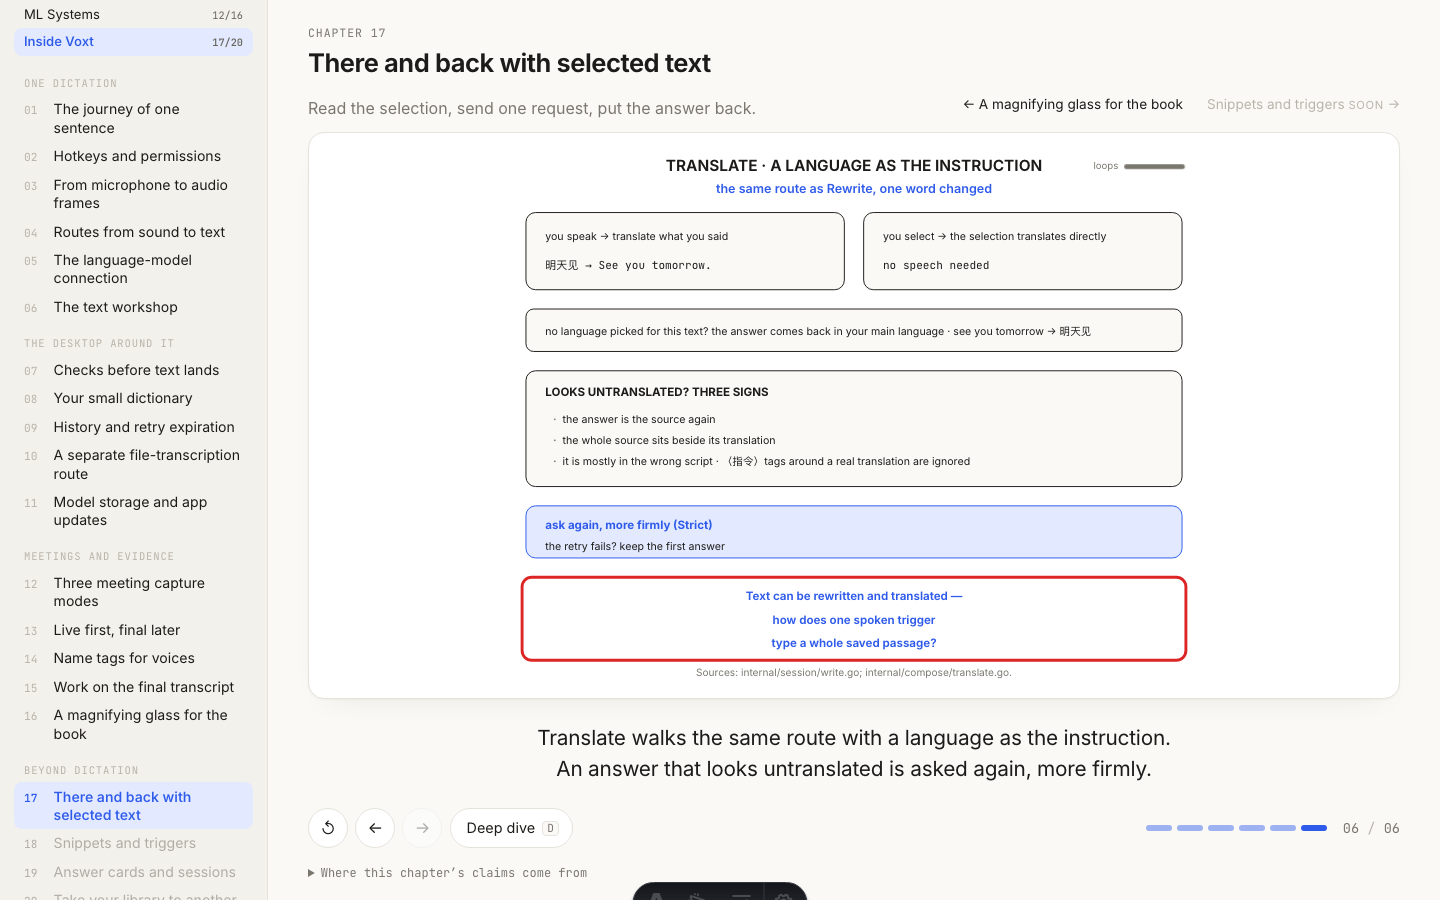 ML Systems 12/16
Inside Voxt 17/20
ONE DICTATION
01 The journey of one
sentence
02 Hotkeys and permissions
03 From microphone to audio
frames
04 Routes from sound to text
05 The language-model
connection
06 The text workshop
THE DESKTOP AROUND IT
07 Checks before text lands
08 Your small dictionary
09 History and retry expiration
10 A separate file-transcription
route
11 Model storage and app
updates
MEETINGS AND EVIDENCE
12 Three meeting capture
modes
13 Live first, final later
14 Name tags for voices
15 Work on the final transcript
16 A magnifying glass for the
book
BEYOND DICTATION
17 There and back with
selected text
18 Snippets and triggers
19 Answer cards and sessions
20 Take your library to another
CHAPTER 17
There and back with selected text
Read the selection, send one request, put the answer back.
← A magnifying glass for the book
Snippets and triggers SOON →
TRANSLATE · A LANGUAGE AS THE INSTRUCTION
loops
the same route as Rewrite, one word changed
you speak → translate what you said
明天见 → See you tomorrow.
you select → the selection translates directly
no speech needed
no language picked for this text? the answer comes back in your main language · see you tomorrow → 明天见
LOOKS UNTRANSLATED? THREE SIGNS
· the answer is the source again
· the whole source sits beside its translation
· it is mostly in the wrong script · （指令）tags around a real translation are ignored
ask again, more firmly (Strict)
the retry fails? keep the first answer
Text can be rewritten and translated —
how does one spoken trigger
type a whole saved passage?
Sources: internal/session/write.go; internal/compose/translate.go.
Translate walks the same route with a language as the instruction.
An answer that looks untranslated is asked again, more firmly.
Deep dive D
06 / 06
▶ Where this chapter's claims come from